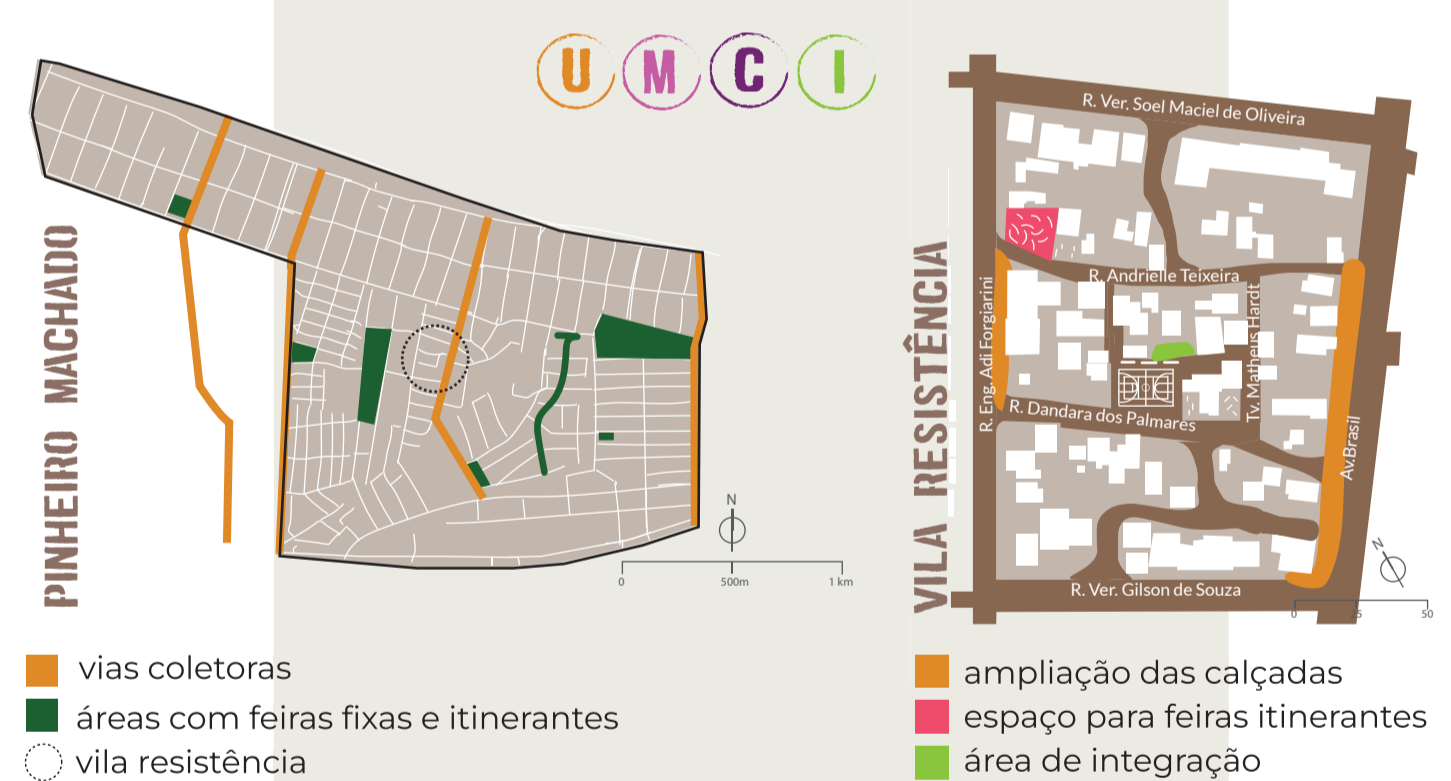 U M C I
PINHEIRO MACHADO
N
0 500m 1 km
vias coletoras
áreas com feiras fixas e itinerantes
vila resistência
VILA RESISTÊNCIA
R. Ver. Soel Maciel de Oliveira
R. Andrielle Teixeira
R. Eng. Adi Forgiarini
Tv. Matheus Hardt
R. Dandara dos Palmares
Av.Brasil
R. Ver. Gilson de Souza
N
0 25 50
ampliação das calçadas
espaço para feiras itinerantes
área de integração